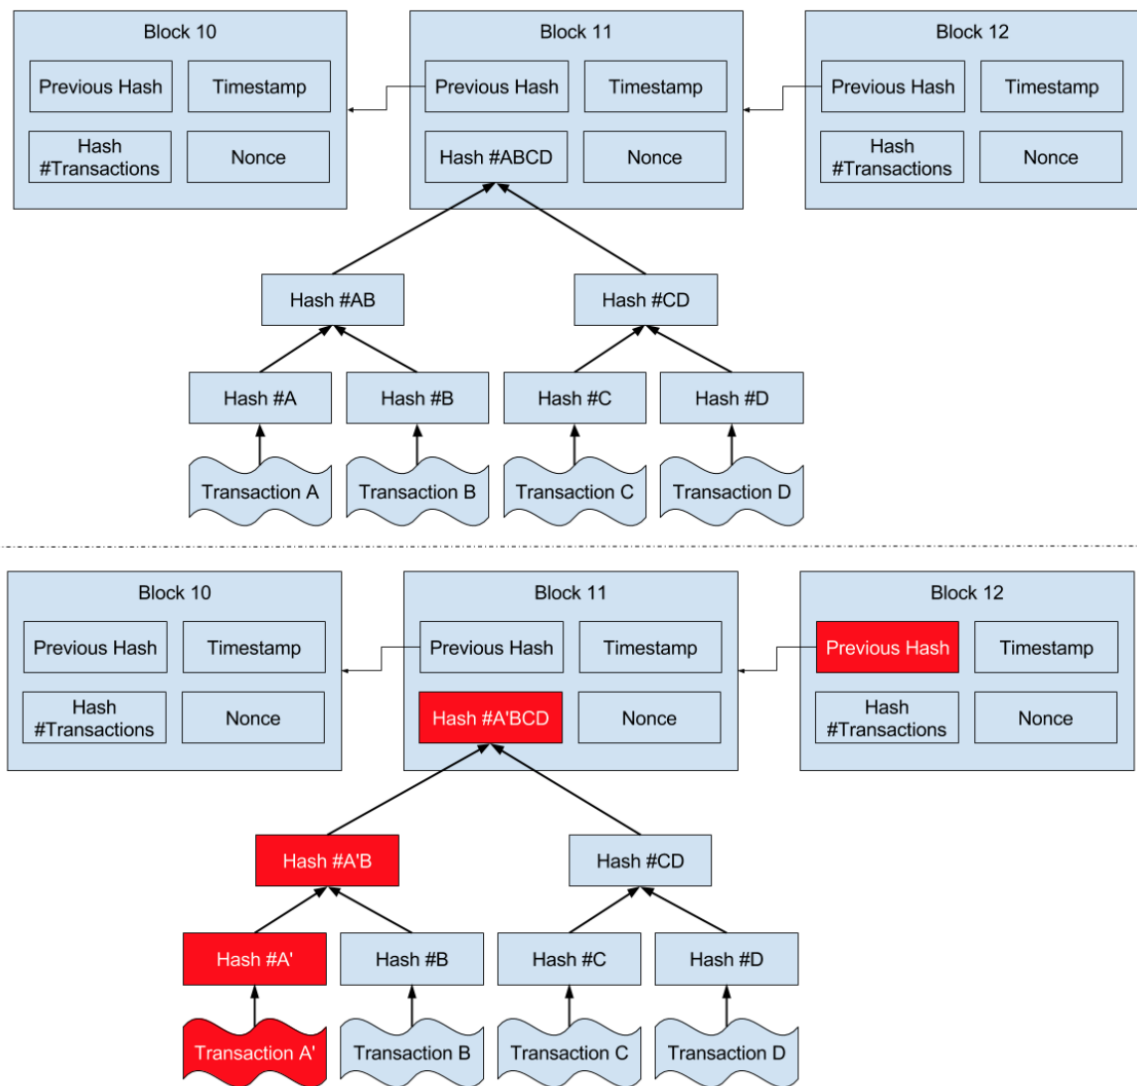 Block 10
Block 11
Block 12
Previous Hash
Timestamp
Previous Hash
Timestamp
Previous Hash
Timestamp
Hash
#Transactions
Nonce
Hash #ABCD
Nonce
Hash
#Transactions
Nonce
Hash #AB
Hash #CD
Hash #A
Hash #B
Hash #C
Hash #D
Transaction A
Transaction B
Transaction C
Transaction D
Block 10
Block 11
Block 12
Previous Hash
Timestamp
Previous Hash
Timestamp
Previous Hash
Timestamp
Hash
#Transactions
Nonce
Hash #A'BCD
Nonce
Hash
#Transactions
Nonce
Hash #A'B
Hash #CD
Hash #A'
Hash #B
Hash #C
Hash #D
Transaction A'
Transaction B
Transaction C
Transaction D